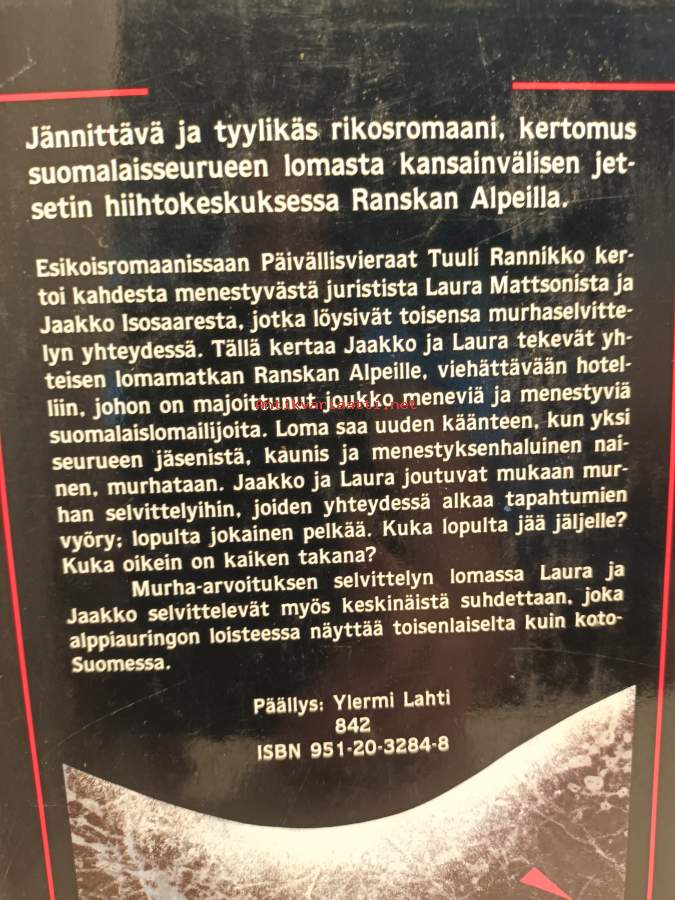 Jännittävä ja tyylikäs rikosromaani, kertomus
suomalaisseurueen lomasta kansainvälisen jet-
setin hiihtokeskuksessa Ranskan Alpeilla.
Esikoisromaanissaan Päivällisvieraat Tuuli Rannikko ker-
toi kahdesta menestyvästä juristista Laura Mattsonista ja
Jaakko Isosaaresta, jotka löysivät toisensa murhaselvitte-
lyn yhteydessä. Tällä kertaa Jaakko ja Laura tekevät yh-
teisen lomamatkan Ranskan Alpeille, viehättävään hotel-
liin, johon on majoittunut joukko meneviä ja menestyviä
Antikvariaatti.net
suomalaislomailijoita. Loma saa uuden käänteen, kun yksi
seurueen jäsenistä, kaunis ja menestyksenhaluinen nai-
nen, murhataan. Jaakko ja Laura joutuvat mukaan mur-
han selvittelyihin, joiden yhteydessä alkaa tapahtumien
vyöry; lopulta jokainen pelkää. Kuka lopulta jää jäljelle?
Kuka oikein on kaiken takana?
Murha-arvoituksen selvittelyn lomassa Laura ja
Jaakko selvittelevät myös keskinäistä suhdettaan, joka
alppiauringon loisteessa näyttää toisenlaiselta kuin koto-
Suomessa.
Päällys: Ylermi Lahti
842
ISBN 951-20-3284-8